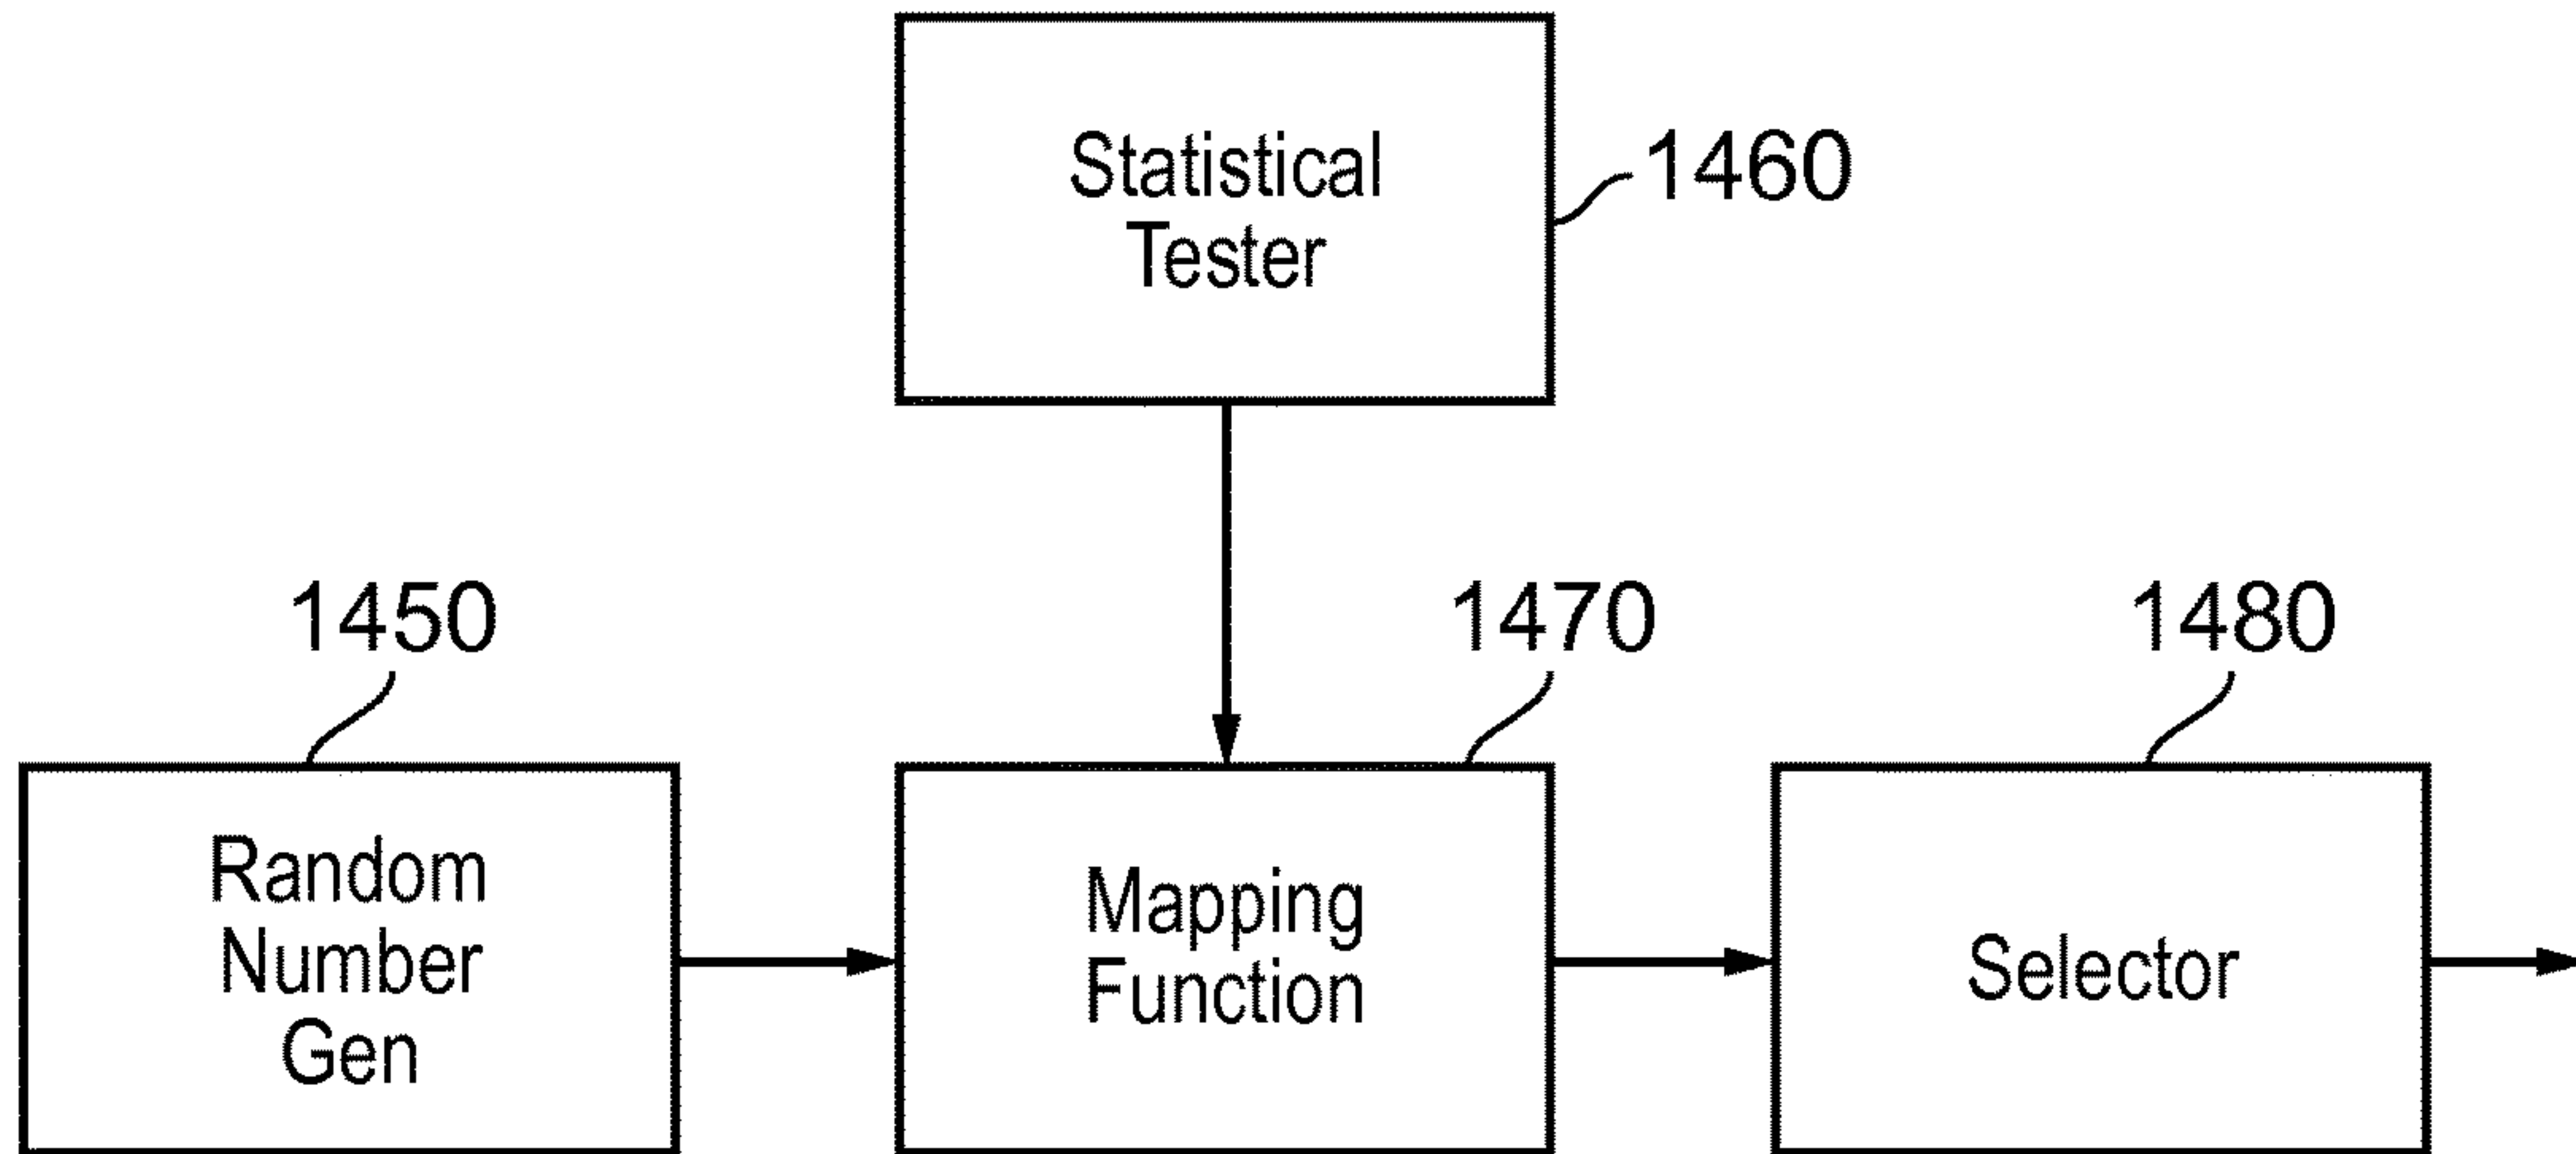 Statistical
Tester
1460
1450
1470
1480
Random
Number
Gen
Mapping
Function
Selector